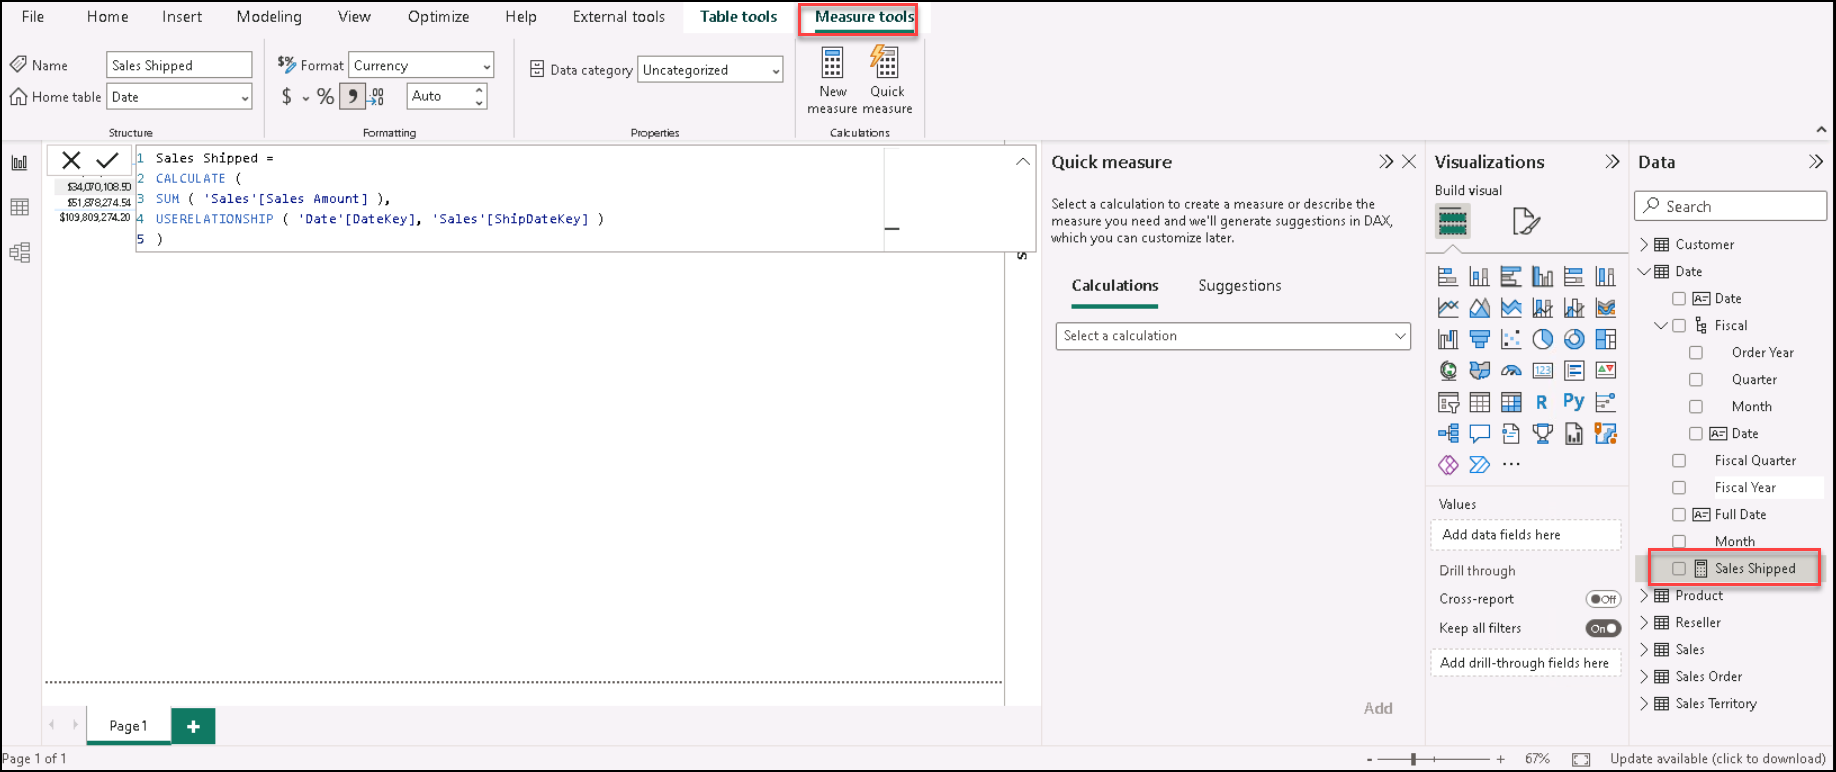 File Home Insert Modeling View Optimize Help External tools Table tools Measure tools
Name Sales Shipped
Home table Date
Structure
$% Format Currency
$ % , .00 Auto
Formatting
Data category Uncategorized
Properties
New measure
Quick measure
Calculations
$34,070,108.50
$51,878,274.54
$109,809,274.20
1 Sales Shipped =
2 CALCULATE (
3 SUM ( 'Sales'[Sales Amount] ),
4 USERELATIONSHIP ( 'Date'[DateKey], 'Sales'[ShipDateKey] )
5 )
Quick measure
Select a calculation to create a measure or describe the
measure you need and we'll generate suggestions in DAX,
which you can customize later.
Calculations Suggestions
Select a calculation
Add
Visualizations
Build visual
123
R Py
...
Values
Add data fields here
Drill through
Cross-report Off
Keep all filters On
Add drill-through fields here
Data
Search
Customer
Date
Date
Fiscal
Order Year
Quarter
Month
Date
Fiscal Quarter
Fiscal Year
Full Date
Month
Sales Shipped
Product
Reseller
Sales
Sales Order
Sales Territory
Page1 +
Page 1 of 1
- + 67% Update available (click to download)